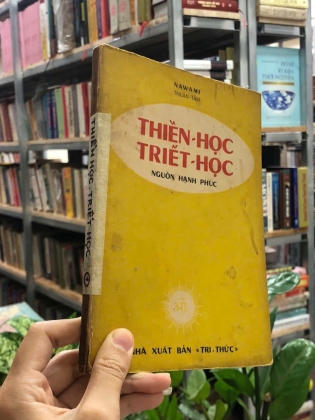 NAWAMI
THIỀN-HỌC
TRIẾT-HỌC
NGUỒN HẠNH PHÚC
NHÀ XUẤT BẢN «TRI-THỨC»
THIỀN-HỌC TRIẾT-HỌC